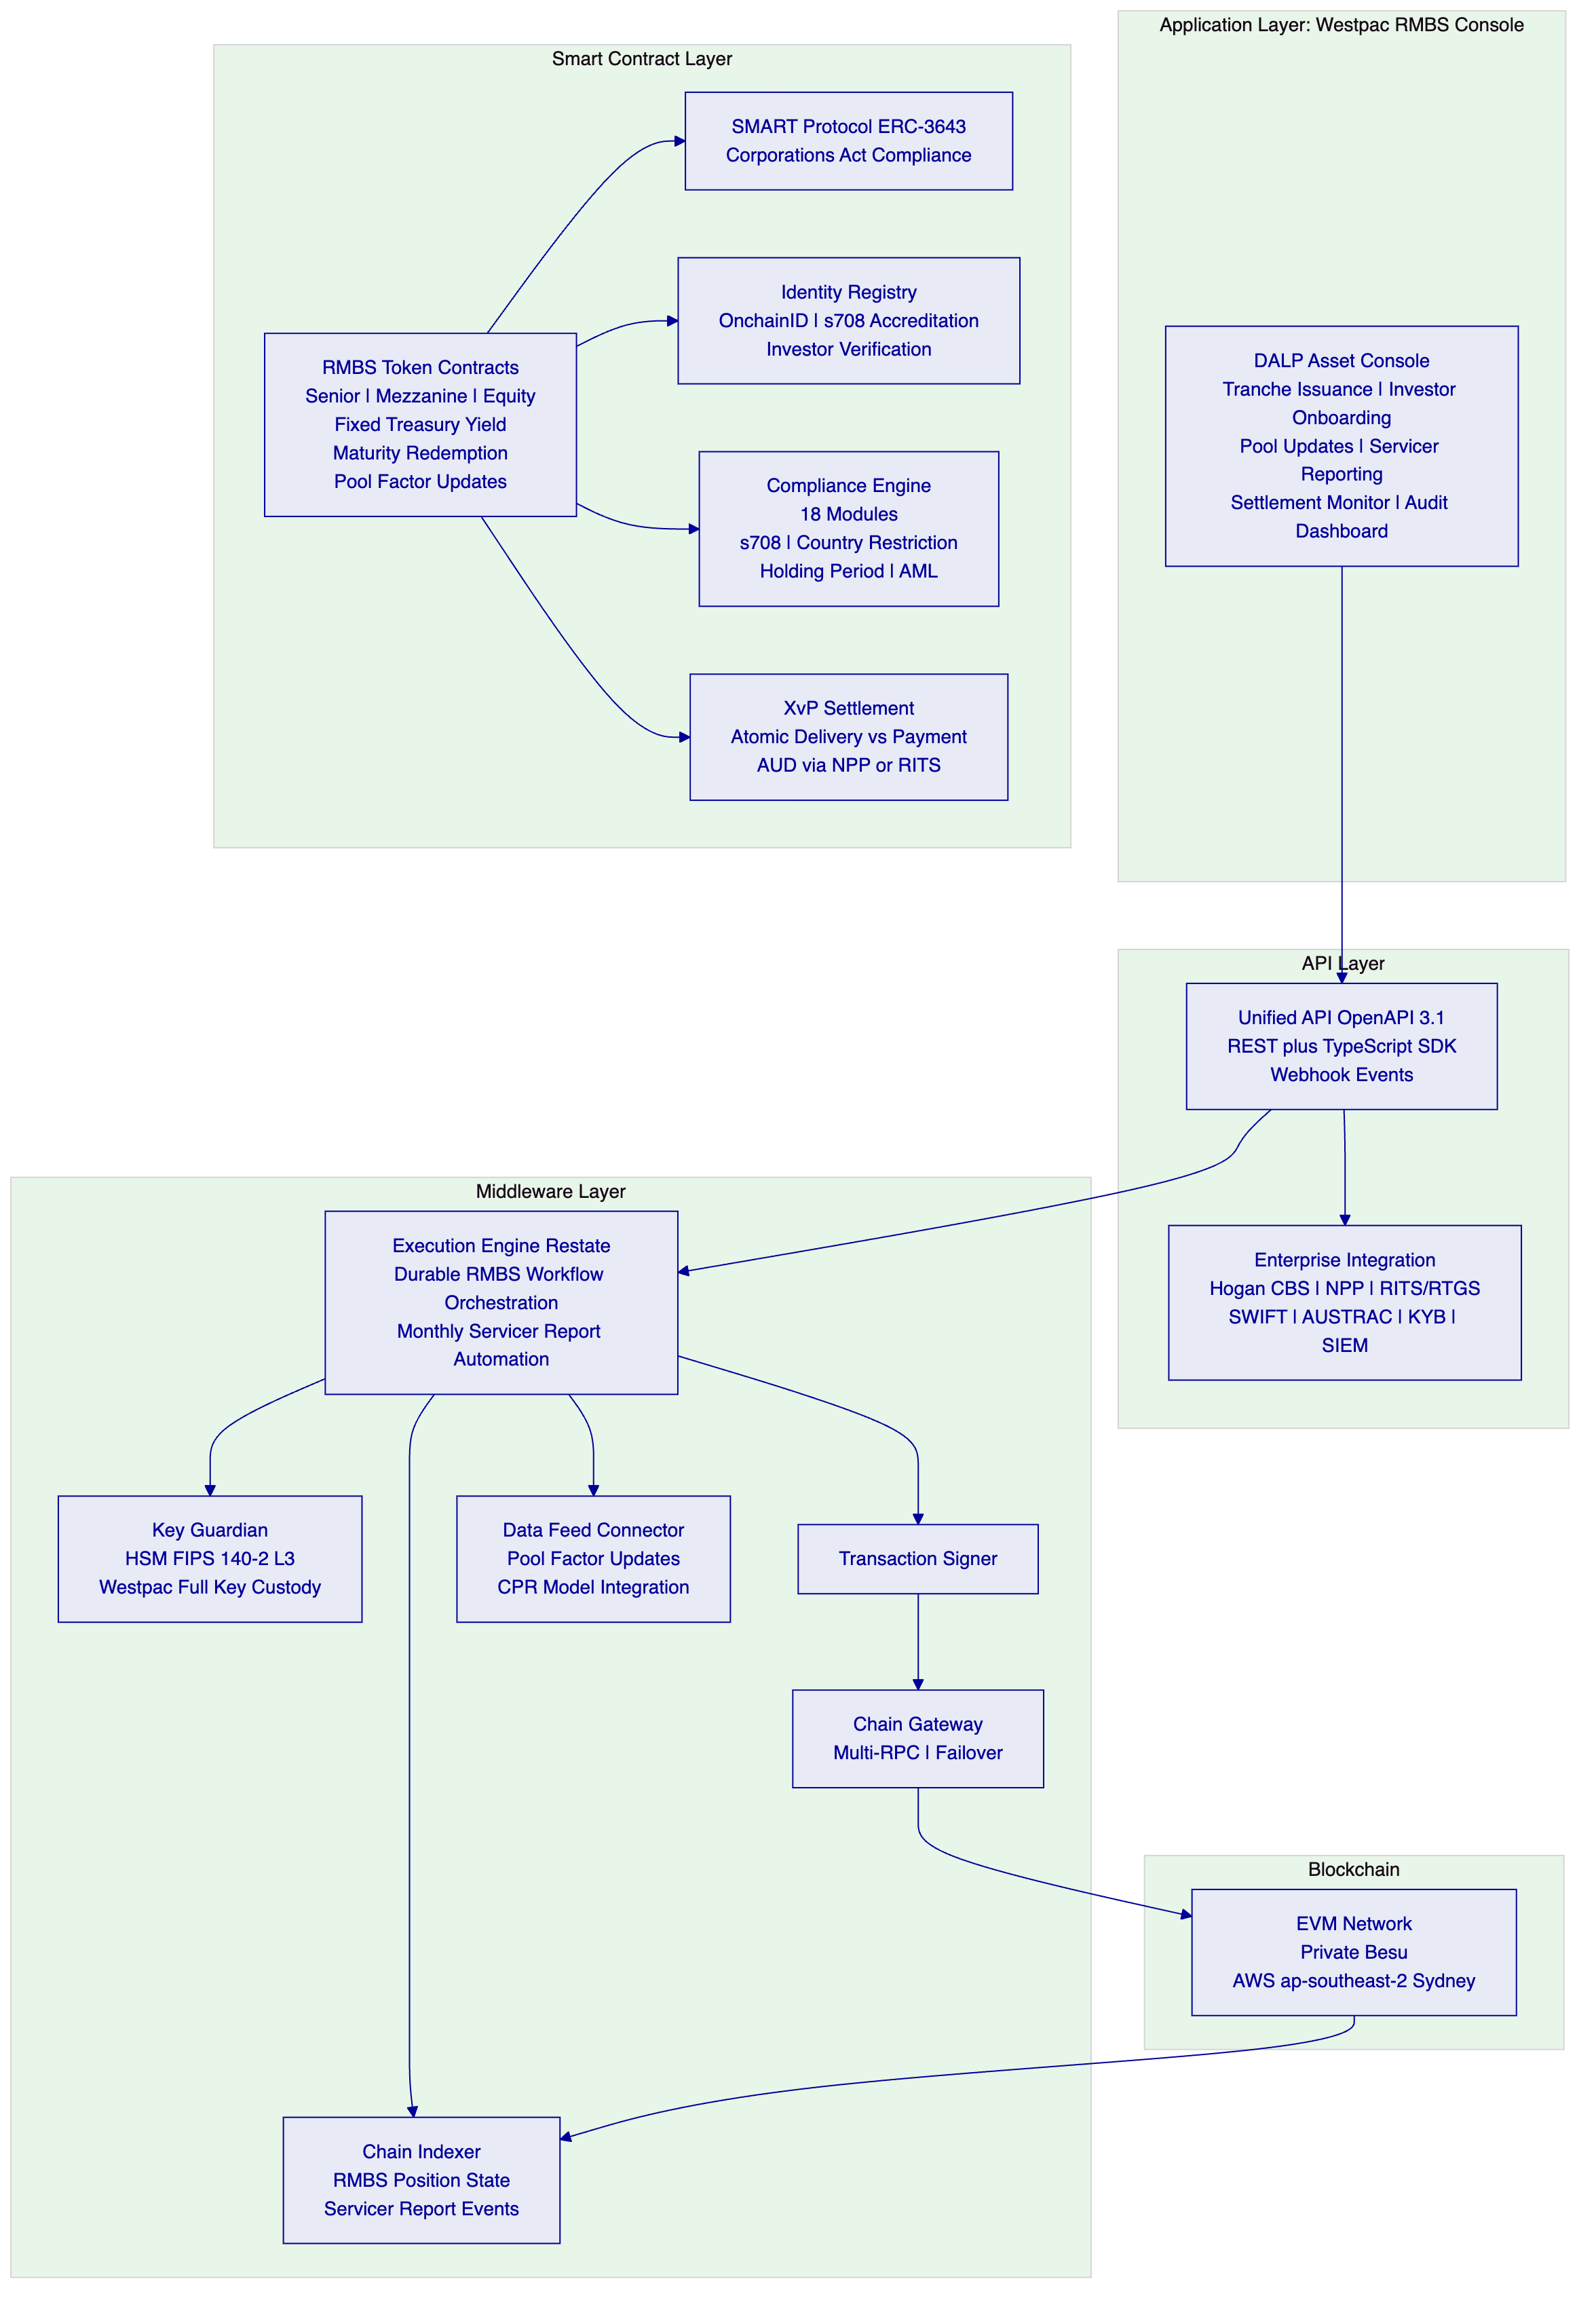 Application Layer: Westpac RMBS Console
Smart Contract Layer
SMART Protocol ERC-3643
Corporations Act Compliance
Identity Registry
OnchainID | s708 Accreditation
Investor Verification
RMBS Token Contracts
Senior | Mezzanine | Equity
Fixed Treasury Yield
Maturity Redemption
Pool Factor Updates
DALP Asset Console
Tranche Issuance | Investor
Onboarding
Pool Updates | Servicer
Reporting
Settlement Monitor | Audit
Dashboard
Compliance Engine
18 Modules
s708 | Country Restriction
Holding Period | AML
XvP Settlement
Atomic Delivery vs Payment
AUD via NPP or RITS
API Layer
Unified API OpenAPI 3.1
REST plus TypeScript SDK
Webhook Events
Enterprise Integration
Hogan CBS | NPP | RITS/RTGS
SWIFT | AUSTRAC | KYB |
SIEM
Middleware Layer
Execution Engine Restate
Durable RMBS Workflow
Orchestration
Monthly Servicer Report
Automation
Key Guardian
HSM FIPS 140-2 L3
Westpac Full Key Custody
Data Feed Connector
Pool Factor Updates
CPR Model Integration
Transaction Signer
Chain Gateway
Multi-RPC | Failover
Blockchain
EVM Network
Private Besu
AWS ap-southeast-2 Sydney
Chain Indexer
RMBS Position State
Servicer Report Events